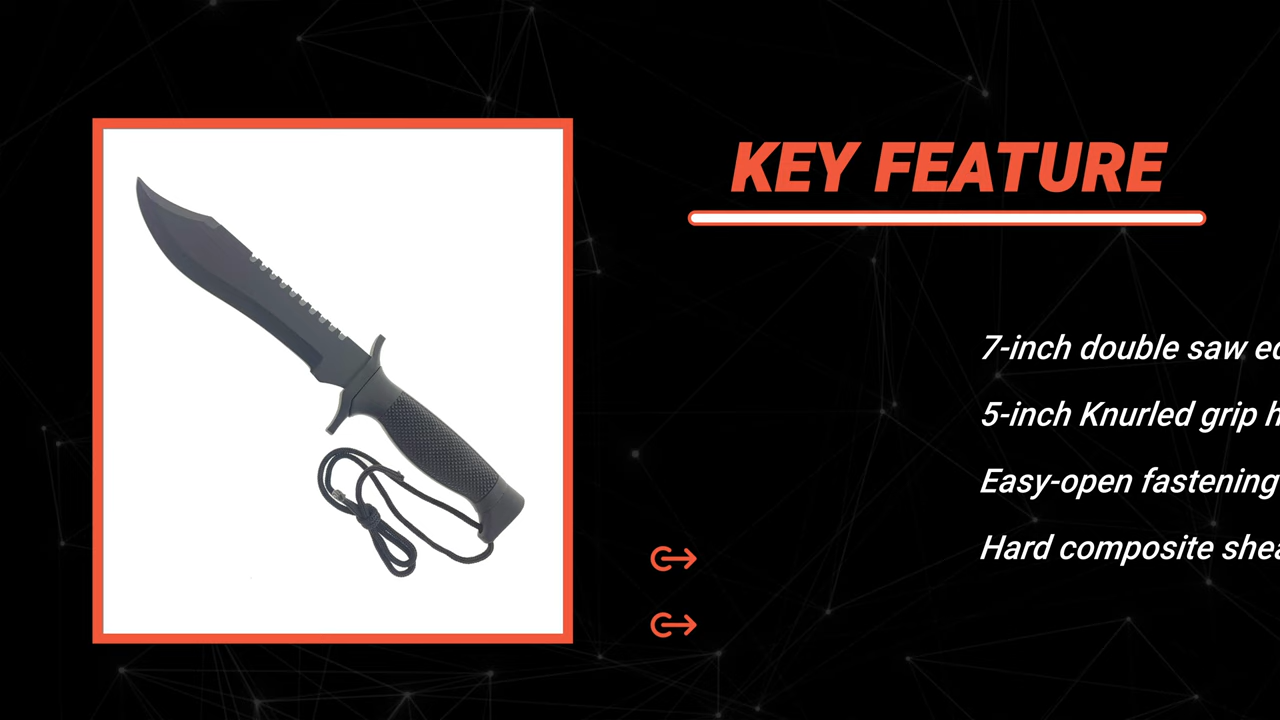 KEY FEATURE
7-inch double saw
5-inch Knurled grip
Easy-open fastening
Hard composite